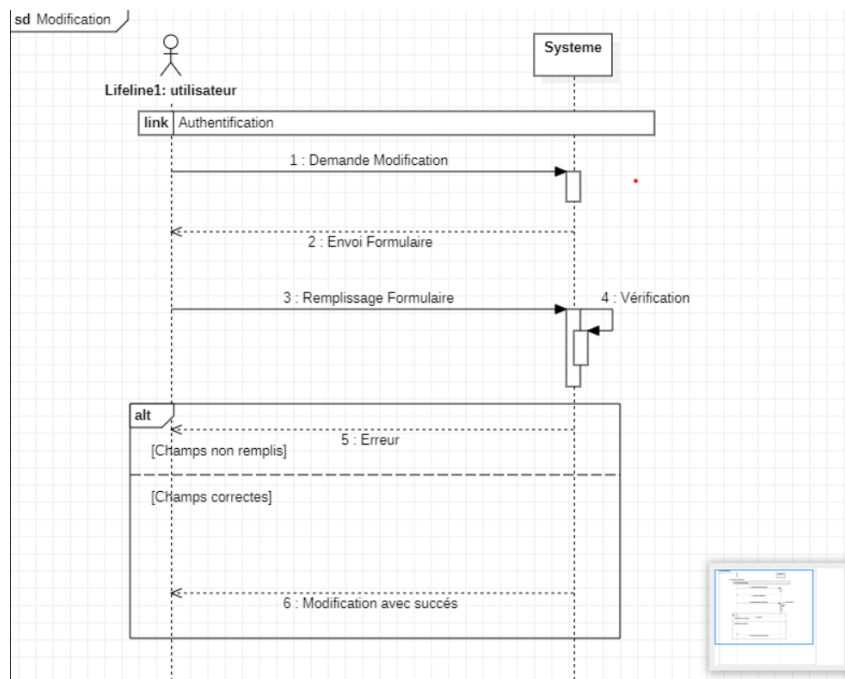 sd Modification
Systeme
Lifeline1: utilisateur
link Authentification
1 : Demande Modification
2 : Envoi Formulaire
3 : Remplissage Formulaire
4 : Vérification
alt
5 : Erreur
[Champs non remplis]
[Champs correctes]
6 : Modification avec succés